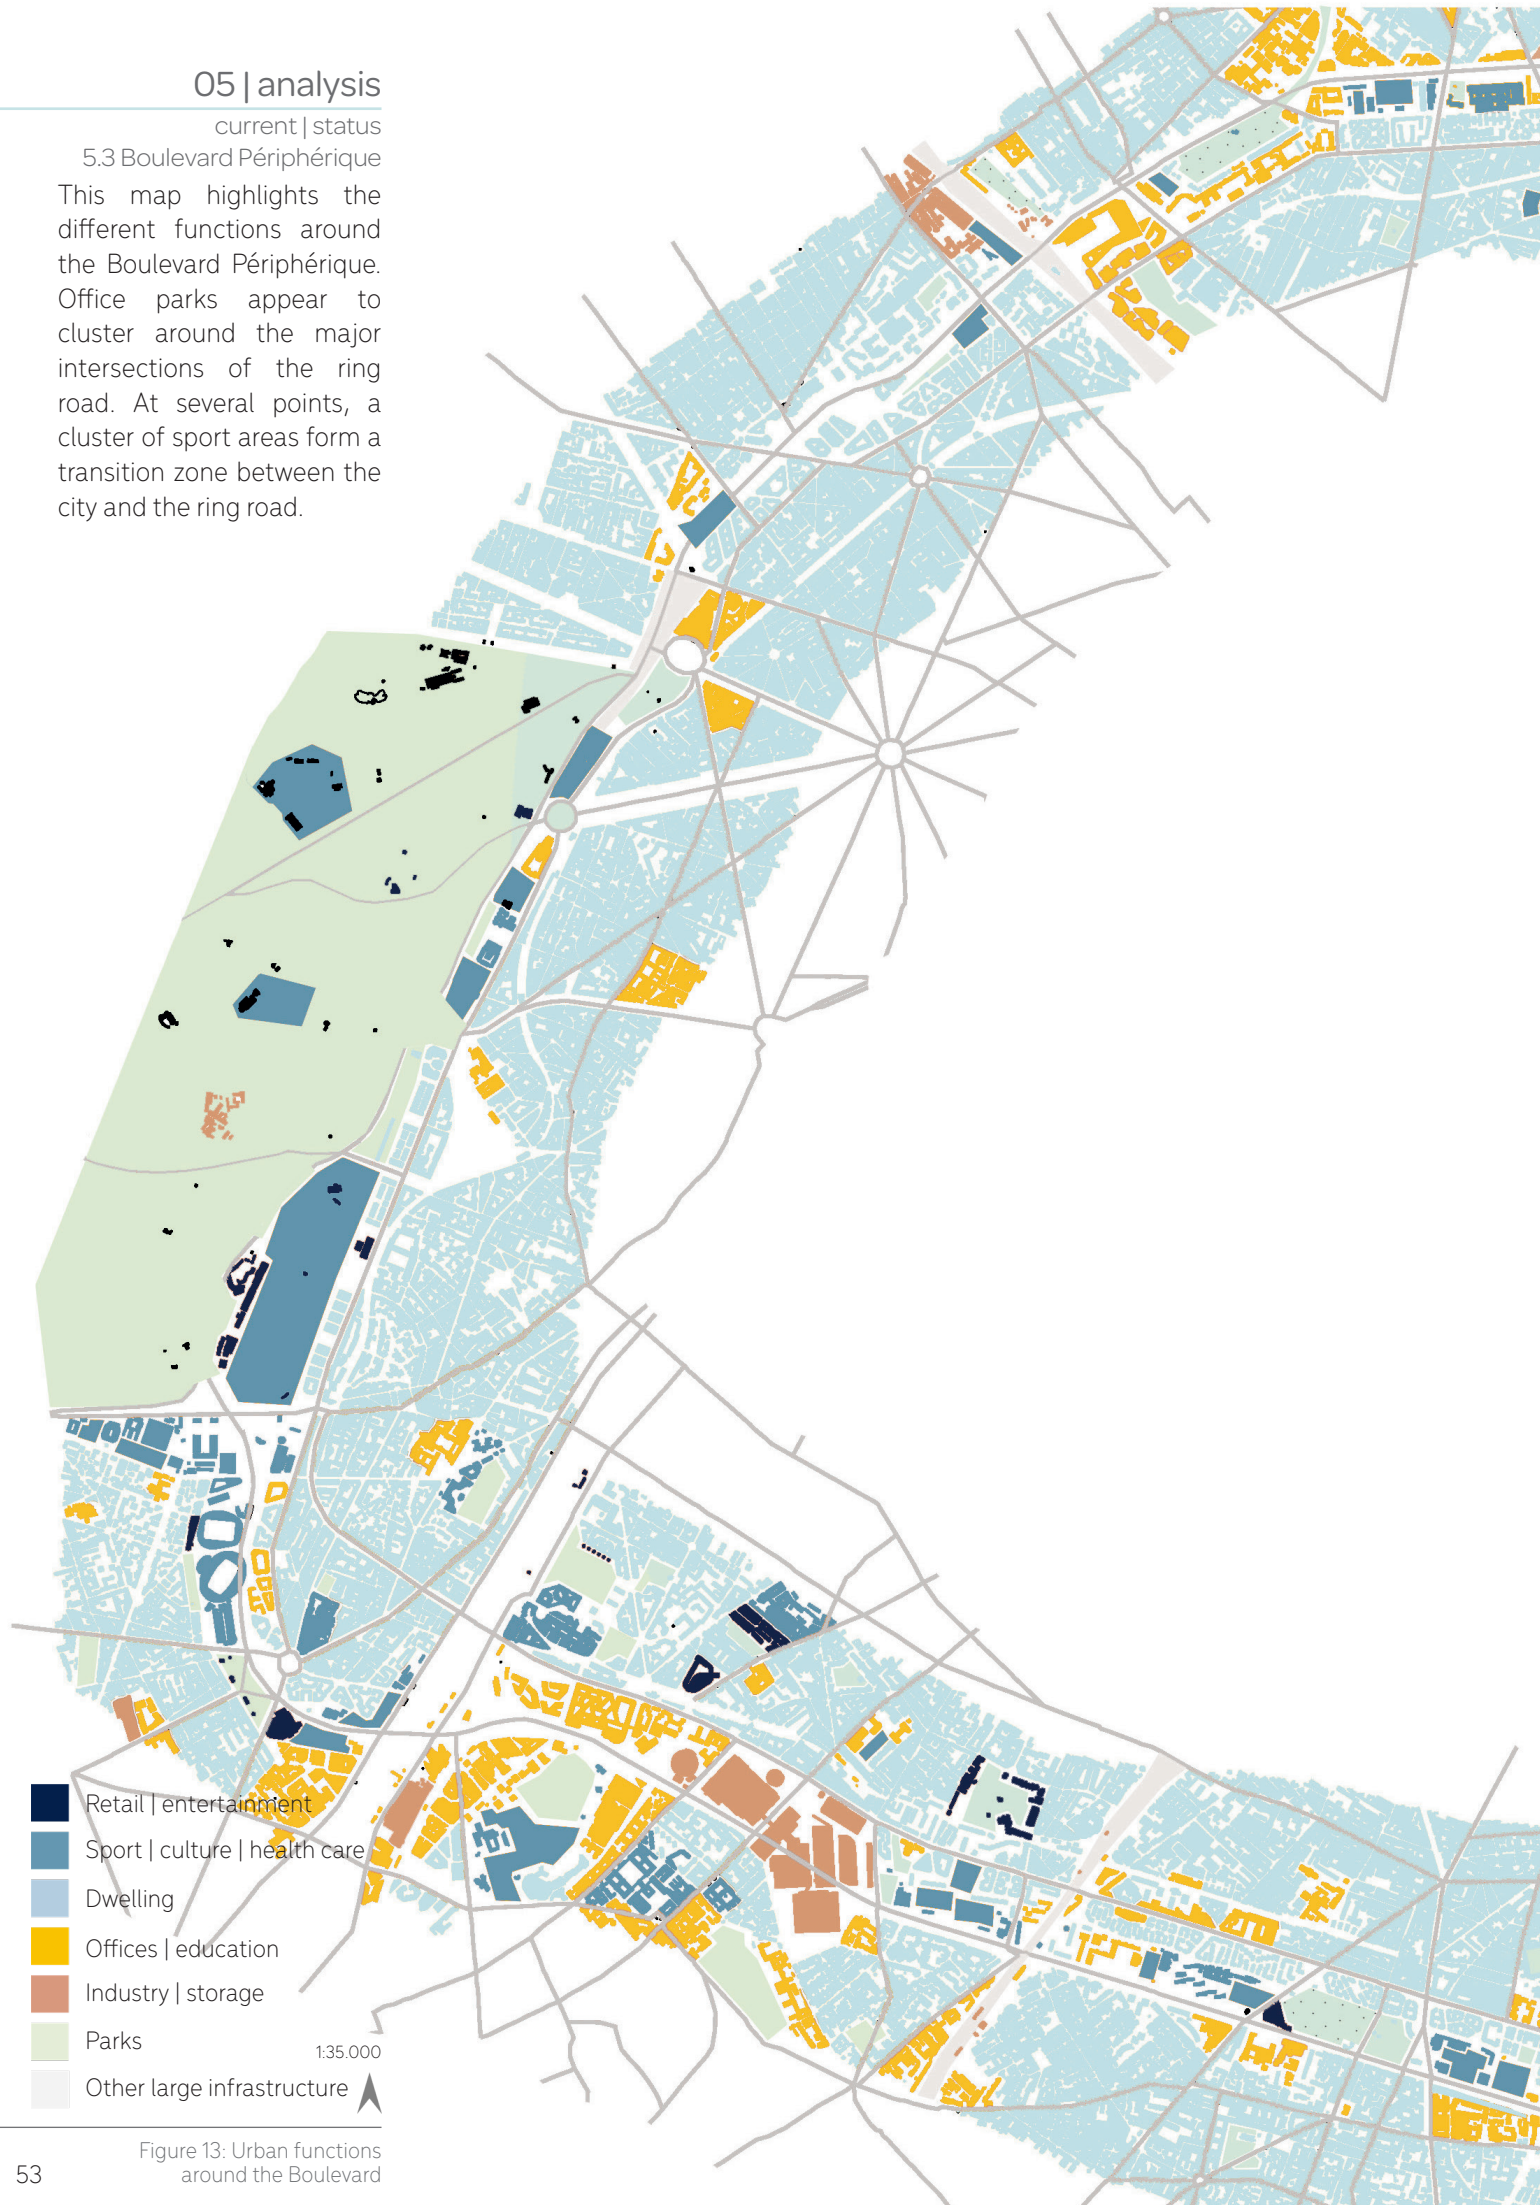 05 | analysis
current | status
5.3 Boulevard Périphérique
This map highlights the
different functions around
the Boulevard Périphérique.
Office parks appear to
cluster around the major
intersections of the ring
road. At several points, a
cluster of sport areas form a
transition zone between the
city and the ring road.
Retail | entertainment
Sport | culture | health care
Dwelling
Offices | education
Industry | storage
Parks
1:35.000
Other large infrastructure
Figure 13: Urban functions
around the Boulevard
53